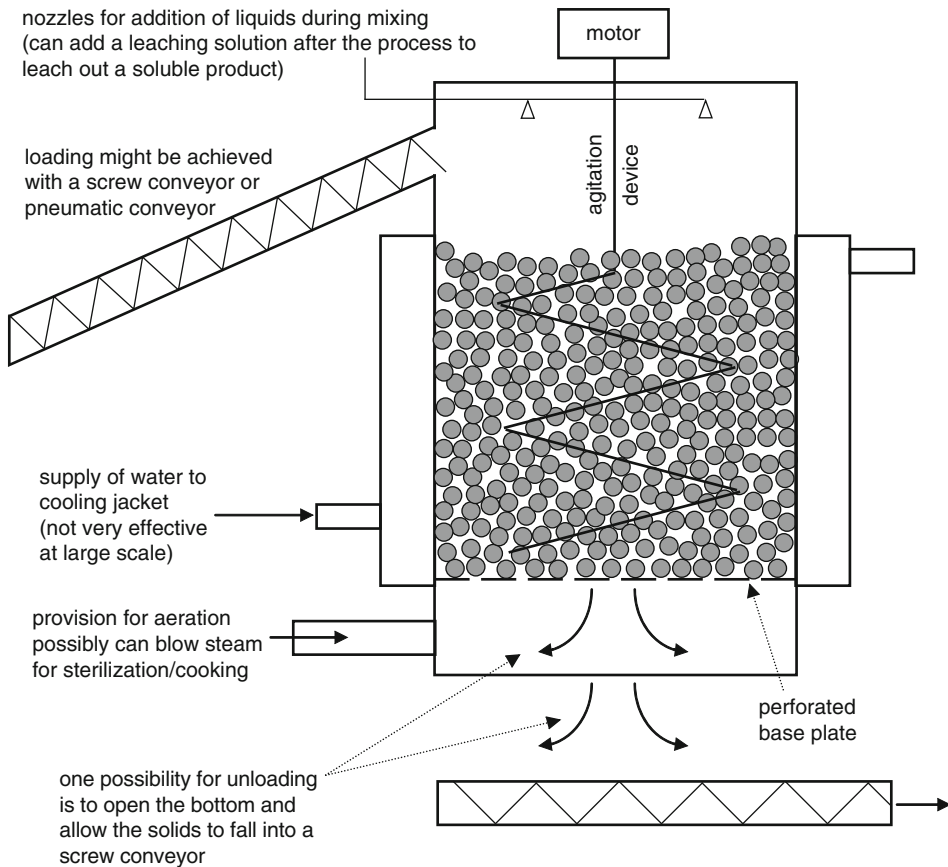 nozzles for addition of liquids during mixing
(can add a leaching solution after the process to
leach out a soluble product)
motor
loading might be achieved
with a screw conveyor or
pneumatic conveyor
agitation
device
supply of water to
cooling jacket
(not very effective
at large scale)
provision for aeration
possibly can blow steam
for sterilization/cooking
perforated
base plate
one possibility for unloading
is to open the bottom and
allow the solids to fall into a
screw conveyor